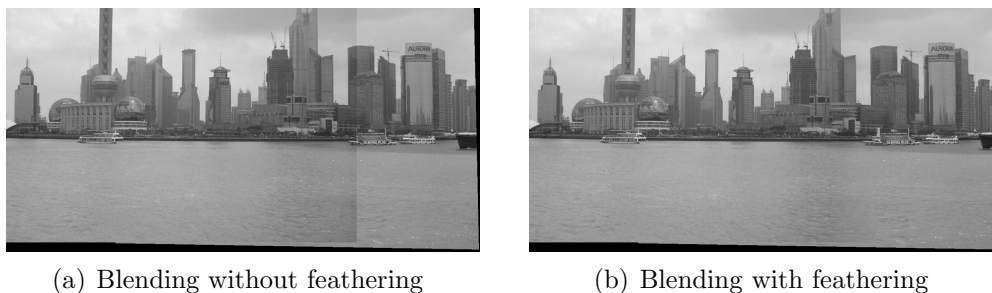 AURORA
AURORA
(a) Blending without feathering
(b) Blending with feathering